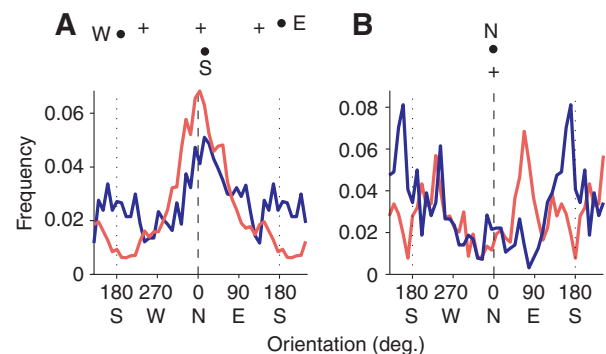 A
W ● + + + ● E
●
S
Frequency
0.06
0.04
0.02
0
180 270 0 90 180
S W N E S
B
N
●
+
0.08
0.06
0.04
0.02
0
180 270 0 90 180
S W N E S
Orientation (deg.)